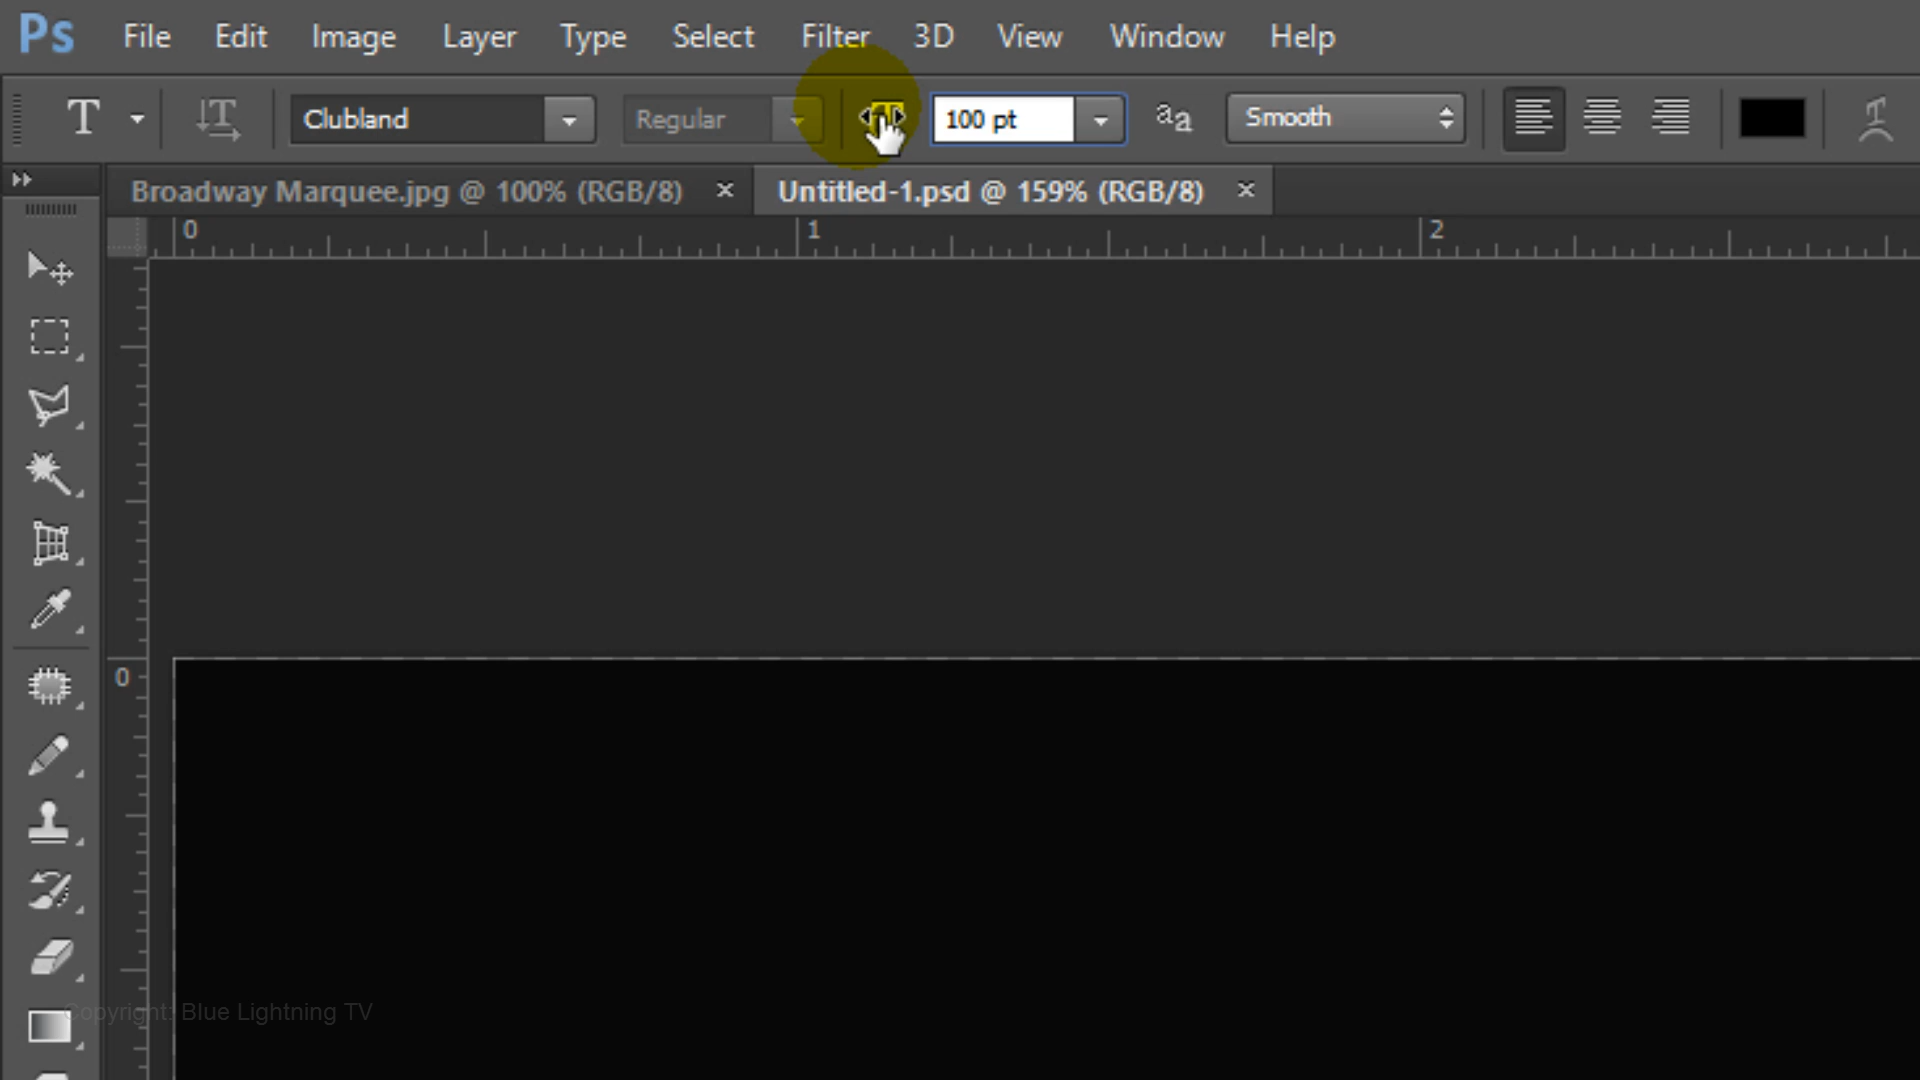 Ps File Edit Image Layer Type Select Filter 3D View Window Help
T Clubland Regular 100 pt aa Smooth
Broadway Marquee.jpg @ 100% (RGB/8) × Untitled-1.psd @ 159% (RGB/8) ×
0 1 2
0
Copyright: Blue Lightning TV